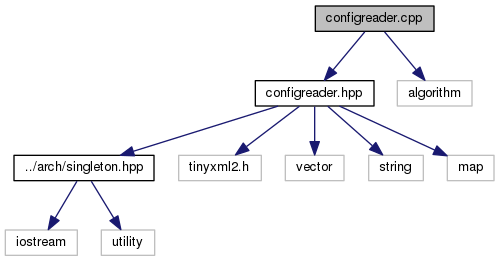 configreader.cpp
configreader.hpp
algorithm
../arch/singleton.hpp
tinyxml2.h
vector
string
map
iostream
utility